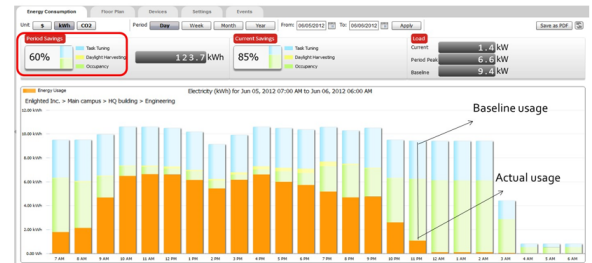 Energy Consumption Floor Plan Devices Settings Events
Unit $ kWh CO2 Period Day Week Month Year From: 06/05/2012 To: 06/06/2012 Apply Save as PDF
Period Savings
60%
Task Tuning
Daylight Harvesting
Occupancy
123.7 kWh
Current Savings
85%
Task Tuning
Daylight Harvesting
Occupancy
Load
Current 1.4 kW
Period Peak 6.6 kW
Baseline 9.4 kW
Energy Usage
Electricity (kWh) for Jun 05, 2012 07:00 AM to Jun 06, 2012 06:00 AM
Enlighted Inc. > Main campus > HQ building > Engineering
12.00 kWh
10.00 kWh
8.00 kWh
6.00 kWh
4.00 kWh
2.00 kWh
0.00 kWh
Baseline usage
Actual usage
7 AM 8 AM 9 AM 10 AM 11 AM 12 PM 1 PM 2 PM 3 PM 4 PM 5 PM 6 PM 7 PM 8 PM 9 PM 10 PM 11 PM 12 AM 1 AM 2 AM 3 AM 4 AM 5 AM 6 AM